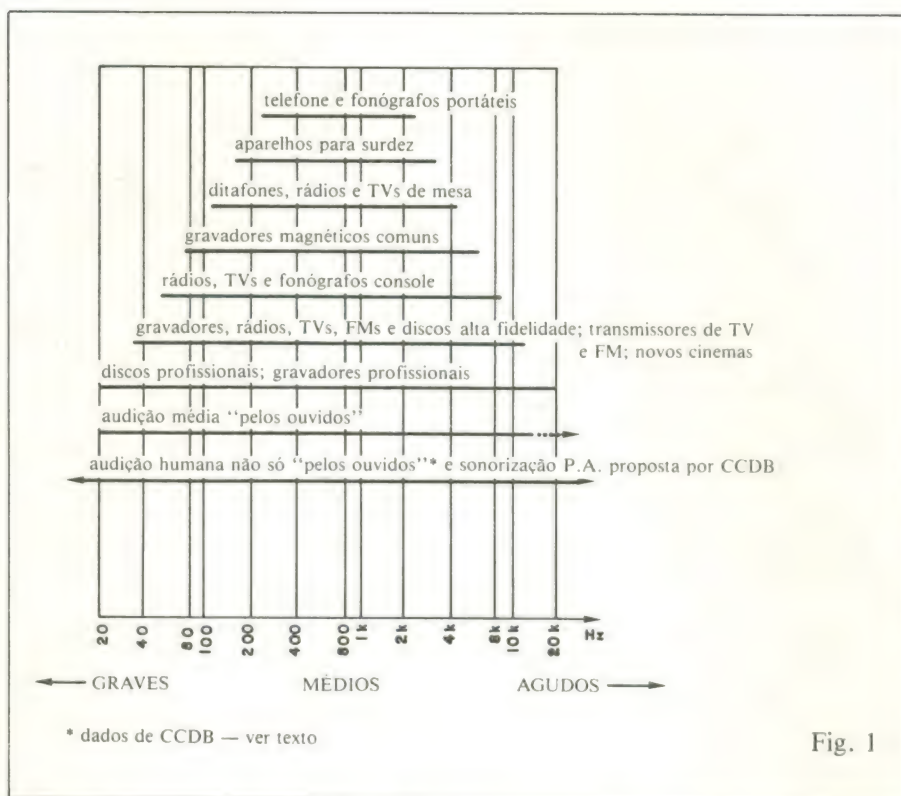 telefone e fonógrafos portáteis
aparelhos para surdez
ditafones, rádios e TVs de mesa
gravadores magnéticos comuns
rádios, TVs e fonógrafos console
gravadores, rádios, TVs, FMs e discos alta fidelidade; transmissores de TV
e FM; novos cinemas
discos profissionais; gravadores profissionais
audição média “pelos ouvidos”
audição humana não só “pelos ouvidos”* e sonorização P.A. proposta por CCDB
20 40 80 100 200 400 800 1k 2k 4k 8k 10k 20k Hz
GRAVES MÉDIOS AGUDOS
* dados de CCDB — ver texto
Fig. 1